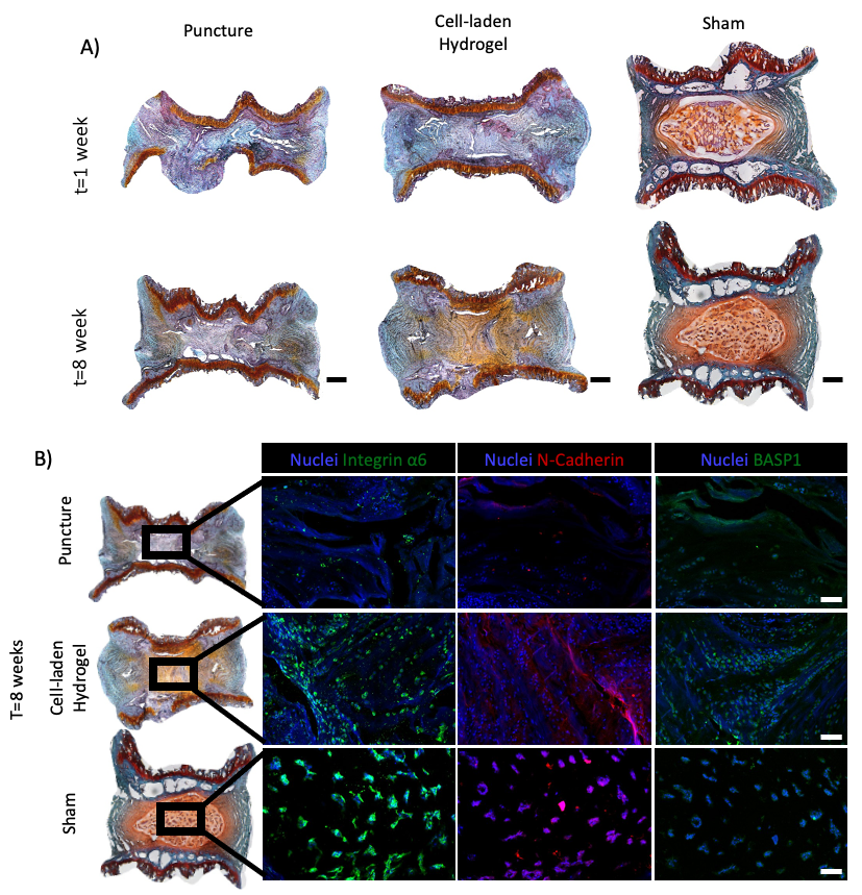 A)
Puncture
Cell-laden
Hydrogel
Sham
t=1 week
t=8 week
B)
Nuclei Integrin α6
Nuclei N-Cadherin
Nuclei BASP1
T=8 weeks
Puncture
Cell-laden
Hydrogel
Sham